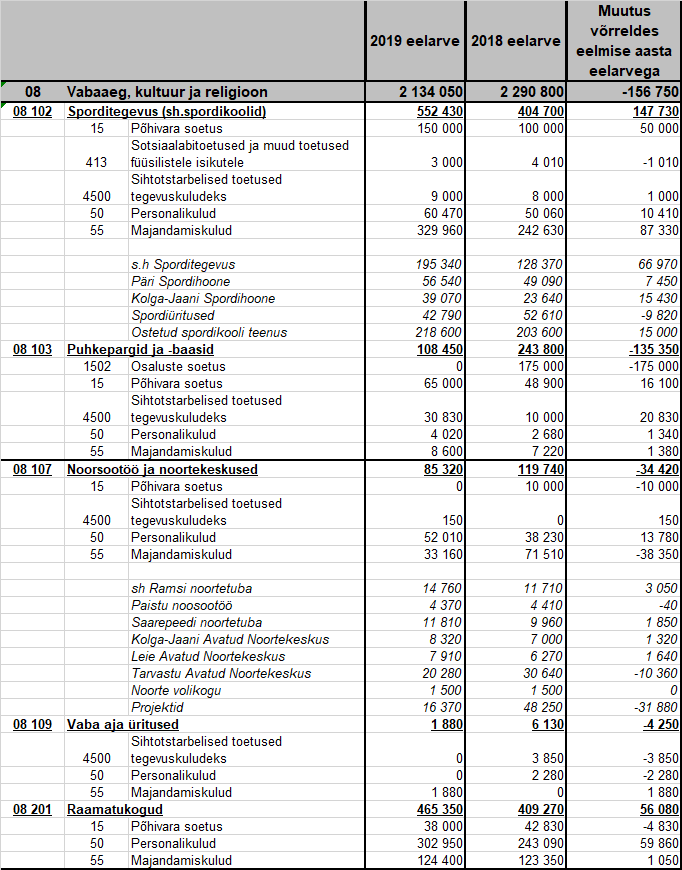 2019 eelarve 2018 eelarve Muutus võrreldes eelmise aasta eelarvega
08 Vabaaeg, kultuur ja religioon 2 134 050 2 290 800 -156 750
08 102 Sporditegevus (sh.spordikoolid) 552 430 404 700 147 730
15 Põhivara soetus 150 000 100 000 50 000
Sotsiaalabitoetused ja muud toetused
413 füüsilistele isikutele 3 000 4 010 -1 010
Sihtotstarbelised toetused
4500 tegevuskuludeks 9 000 8 000 1 000
50 Personalikulud 60 470 50 060 10 410
55 Majandamiskulud 329 960 242 630 87 330
s.h Sporditegevus 195 340 128 370 66 970
Päri Spordihoone 56 540 49 090 7 450
Kolga-Jaani Spordihoone 39 070 23 640 15 430
Spordiüritused 42 790 52 610 -9 820
Ostetud spordikooli teenus 218 600 203 600 15 000
08 103 Puhkepargid ja -baasid 108 450 243 800 -135 350
1502 Osaluste soetus 0 175 000 -175 000
15 Põhivara soetus 65 000 48 900 16 100
Sihtotstarbelised toetused
4500 tegevuskuludeks 30 830 10 000 20 830
50 Personalikulud 4 020 2 680 1 340
55 Majandamiskulud 8 600 7 220 1 380
08 107 Noorsootöö ja noortekeskused 85 320 119 740 -34 420
15 Põhivara soetus 0 10 000 -10 000
Sihtotstarbelised toetused
4500 tegevuskuludeks 150 0 150
50 Personalikulud 52 010 38 230 13 780
55 Majandamiskulud 33 160 71 510 -38 350
sh Ramsi noortetuba 14 760 11 710 3 050
Paistu noosootöö 4 370 4 410 -40
Saarepeedi noortetuba 11 810 9 960 1 850
Kolga-Jaani Avatud Noortekeskus 8 320 7 000 1 320
Leie Avatud Noortekeskus 7 910 6 270 1 640
Tarvastu Avatud Noortekeskus 20 280 30 640 -10 360
Noorte volikogu 1 500 1 500 0
Projektid 16 370 48 250 -31 880
08 109 Vaba aja üritused 1 880 6 130 -4 250
Sihtotstarbelised toetused
4500 tegevuskuludeks 0 3 850 -3 850
50 Personalikulud 0 2 280 -2 280
55 Majandamiskulud 1 880 0 1 880
08 201 Raamatukogud 465 350 409 270 56 080
15 Põhivara soetus 38 000 42 830 -4 830
50 Personalikulud 302 950 243 090 59 860
55 Majandamiskulud 124 400 123 350 1 050